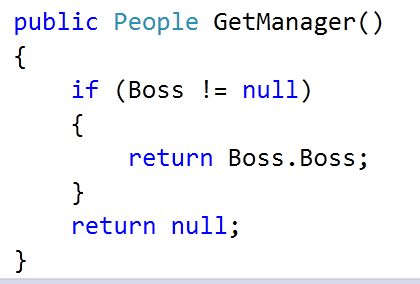 public People GetManager()
{
    if (Boss != null)
    {
        return Boss.Boss;
    }
    return null;
}